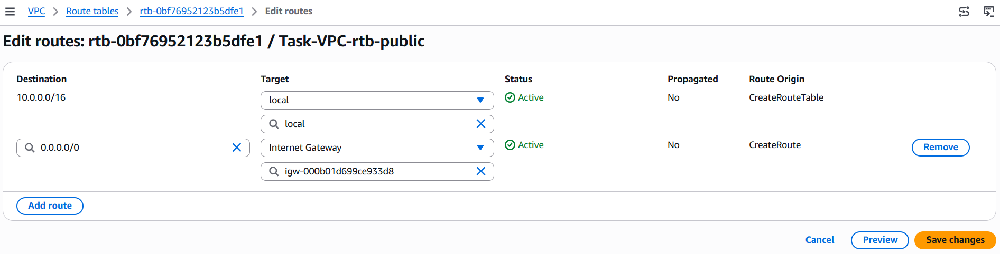 VPC > Route tables > rtb-0bf76952123b5dfe1 > Edit routes
Edit routes: rtb-0bf76952123b5dfe1 / Task-VPC-rtb-public
Destination Target Status Propagated Route Origin
10.0.0.0/16 local Active No CreateRouteTable
local
0.0.0.0/0 Internet Gateway Active No CreateRoute Remove
igw-000b01d699ce933d8
Add route
Cancel Preview Save changes